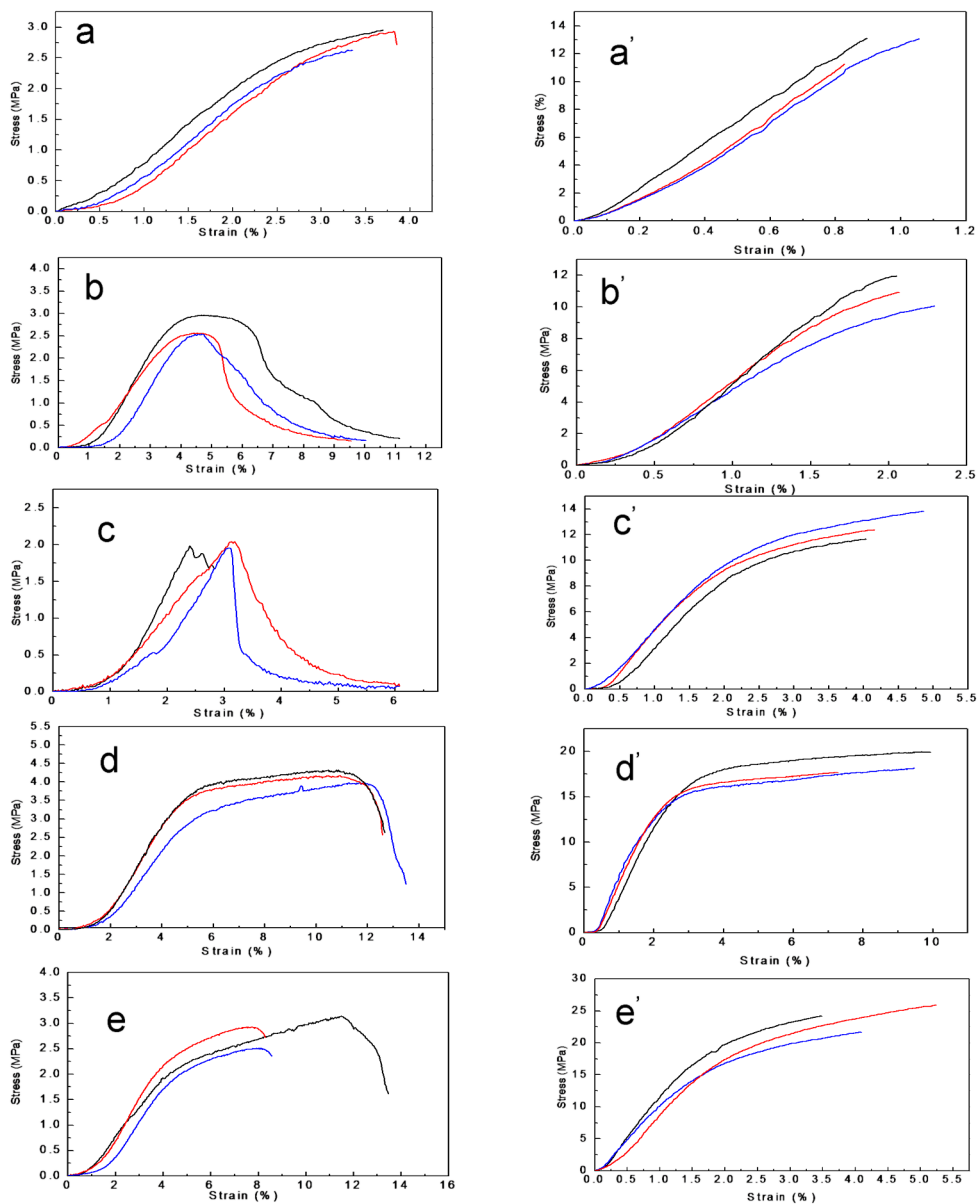 a
Stress (MPa)
3.0
2.5
2.0
1.5
1.0
0.5
0.0
0.0 0.5 1.0 1.5 2.0 2.5 3.0 3.5 4.0
Strain (%)
a'
Stress (%)
14
12
10
8
6
4
2
0
0.0 0.2 0.4 0.6 0.8 1.0 1.2
Strain (%)
b
Stress (MPa)
4.0
3.5
3.0
2.5
2.0
1.5
1.0
0.5
0.0
0 1 2 3 4 5 6 7 8 9 10 11 12
Strain (%)
b'
Stress (MPa)
12
10
8
6
4
2
0
0.0 0.5 1.0 1.5 2.0 2.5
Strain (%)
c
Stress (MPa)
2.5
2.0
1.5
1.0
0.5
0.0
0 1 2 3 4 5 6
Strain (%)
c'
Stress (MPa)
14
12
10
8
6
4
2
0
0.0 0.5 1.0 1.5 2.0 2.5 3.0 3.5 4.0 4.5 5.0 5.5
Strain (%)
d
Stress (MPa)
5.5
5.0
4.5
4.0
3.5
3.0
2.5
2.0
1.5
1.0
0.5
0.0
0 2 4 6 8 10 12 14
Strain (%)
d'
Stress (MPa)
20
15
10
5
0
0 2 4 6 8 10
Strain (%)
e
Stress (MPa)
4.0
3.5
3.0
2.5
2.0
1.5
1.0
0.5
0.0
0 2 4 6 8 10 12 14 16
Strain (%)
e'
Stress (MPa)
30
25
20
15
10
5
0
0.0 0.5 1.0 1.5 2.0 2.5 3.0 3.5 4.0 4.5 5.0 5.5
Strain (%)